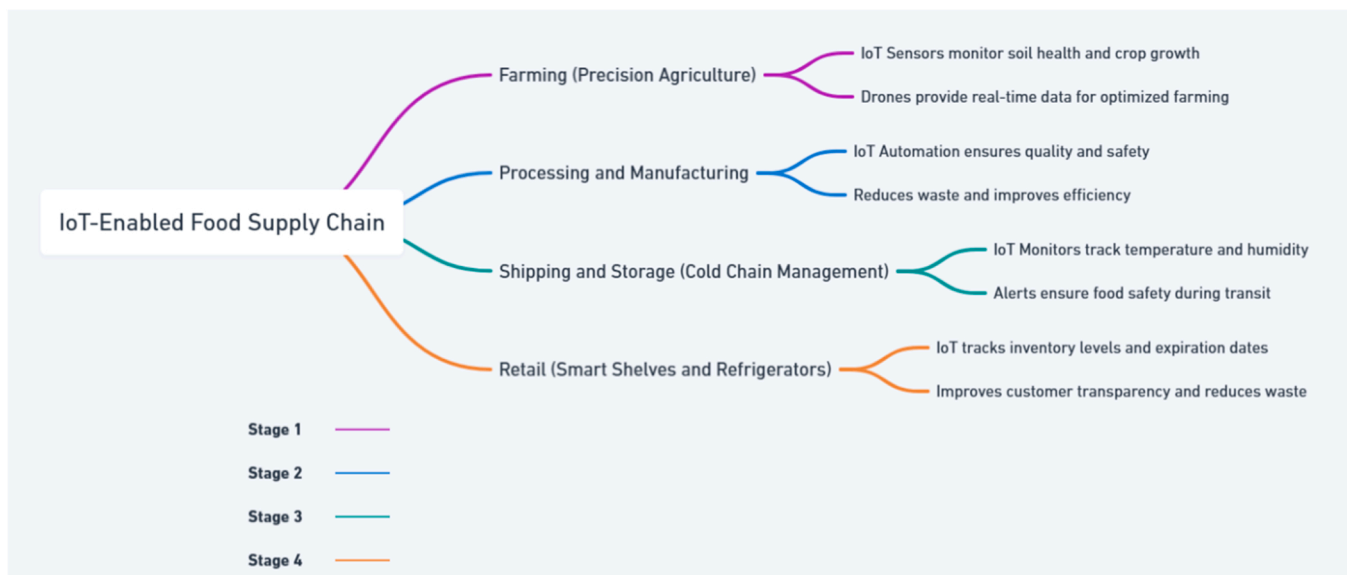 IoT-Enabled Food Supply Chain
Farming (Precision Agriculture)
IoT Sensors monitor soil health and crop growth
Drones provide real-time data for optimized farming
Processing and Manufacturing
IoT Automation ensures quality and safety
Reduces waste and improves efficiency
Shipping and Storage (Cold Chain Management)
IoT Monitors track temperature and humidity
Alerts ensure food safety during transit
Retail (Smart Shelves and Refrigerators)
IoT tracks inventory levels and expiration dates
Improves customer transparency and reduces waste
Stage 1
Stage 2
Stage 3
Stage 4